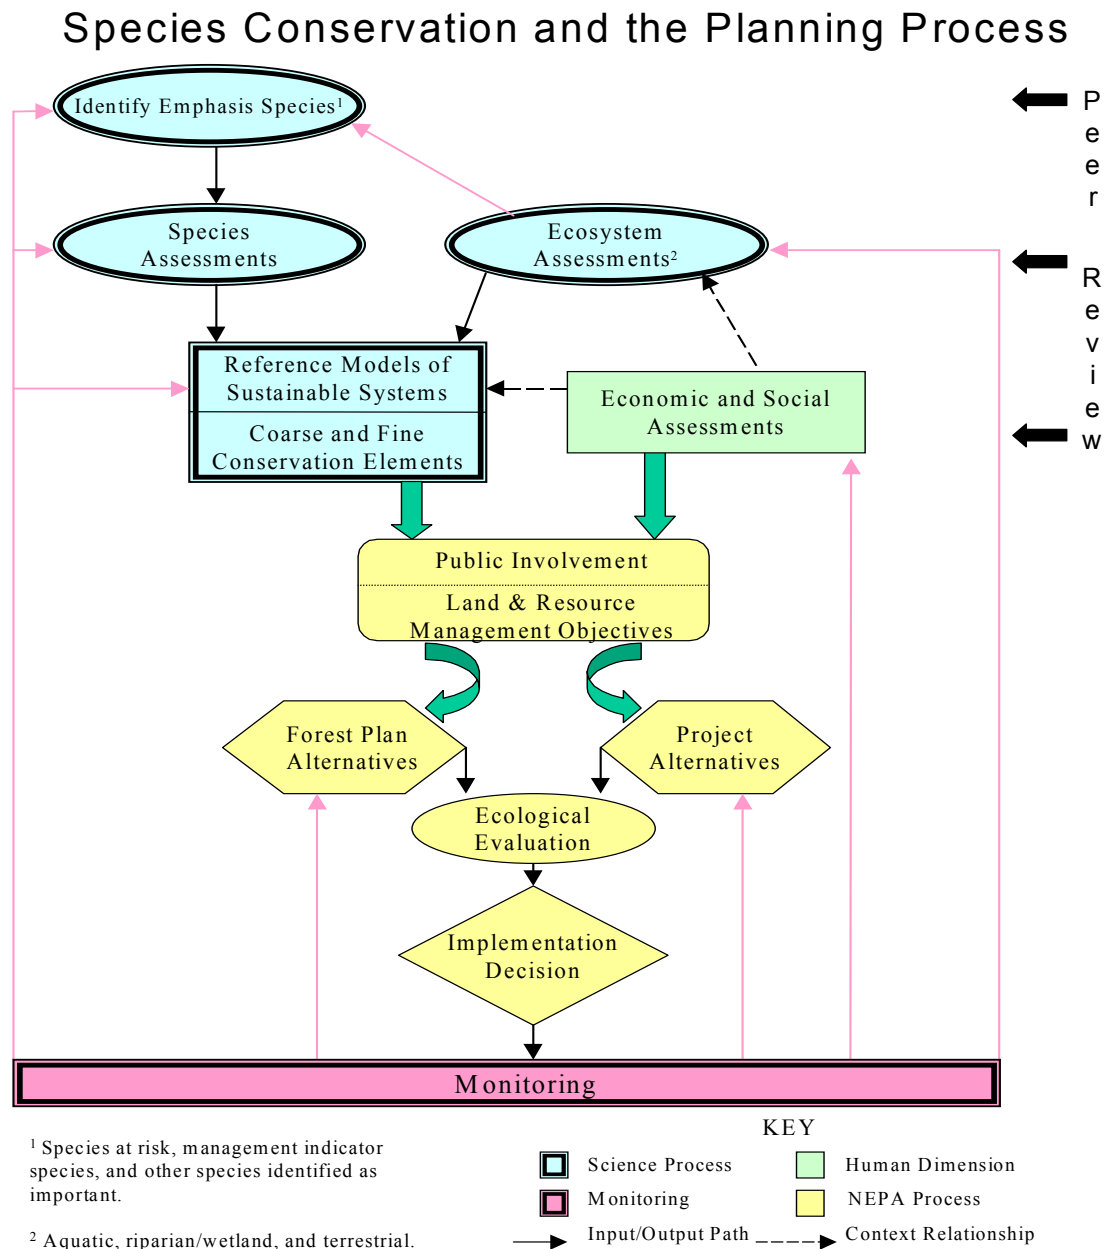 Species Conservation and the Planning Process
Identify Emphasis Species¹
Peer
Review
Species
Assessments
Ecosystem
Assessments²
Reference Models of
Sustainable Systems
Coarse and Fine
Conservation Elements
Economic and Social
Assessments
Public Involvement
Land & Resource
Management Objectives
Forest Plan
Alternatives
Project
Alternatives
Ecological
Evaluation
Implementation
Decision
Monitoring
¹ Species at risk, management indicator
species, and other species identified as
important.
² Aquatic, riparian/wetland, and terrestrial.
KEY
Science Process
Human Dimension
Monitoring
NEPA Process
Input/Output Path
Context Relationship